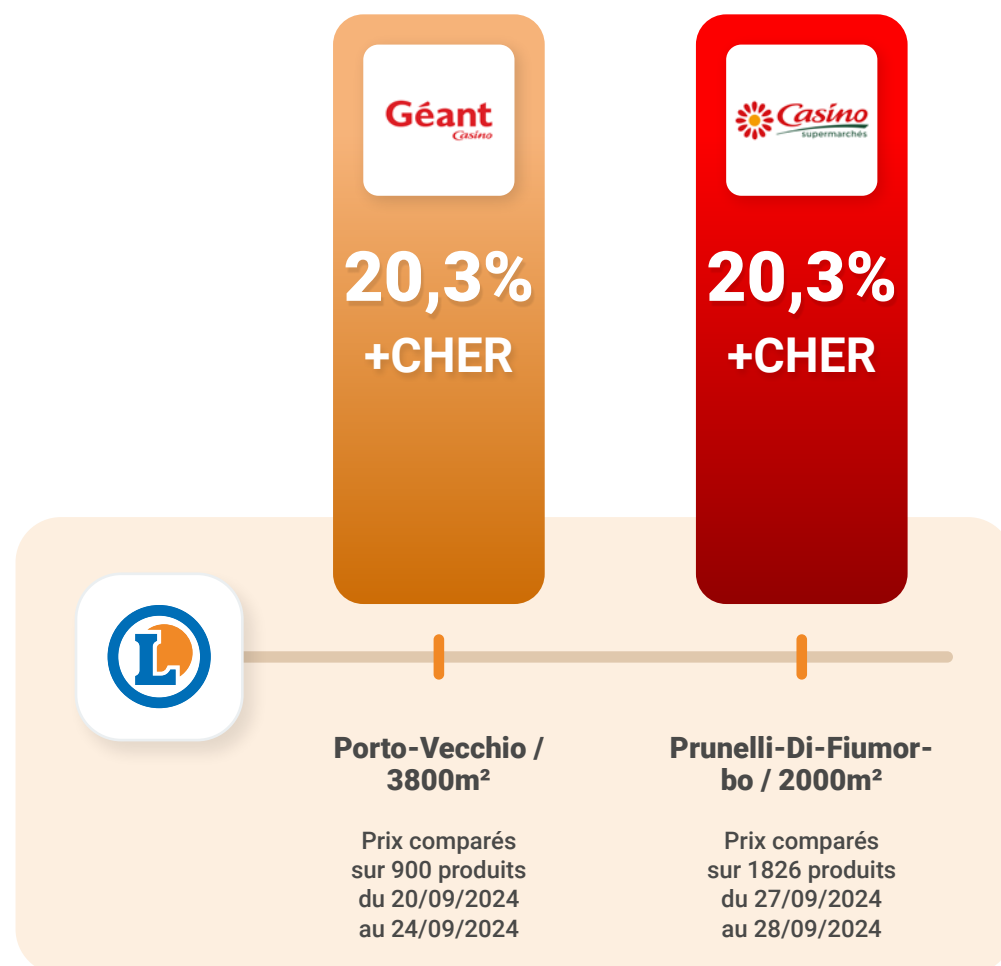 Géant
Casino
20,3%
+CHER
Casino
supermarchés
20,3%
+CHER
L
Porto-Vecchio /
3800m²
Prix comparés
sur 900 produits
du 20/09/2024
au 24/09/2024
Prunelli-Di-Fiumor-
bo / 2000m²
Prix comparés
sur 1826 produits
du 27/09/2024
au 28/09/2024